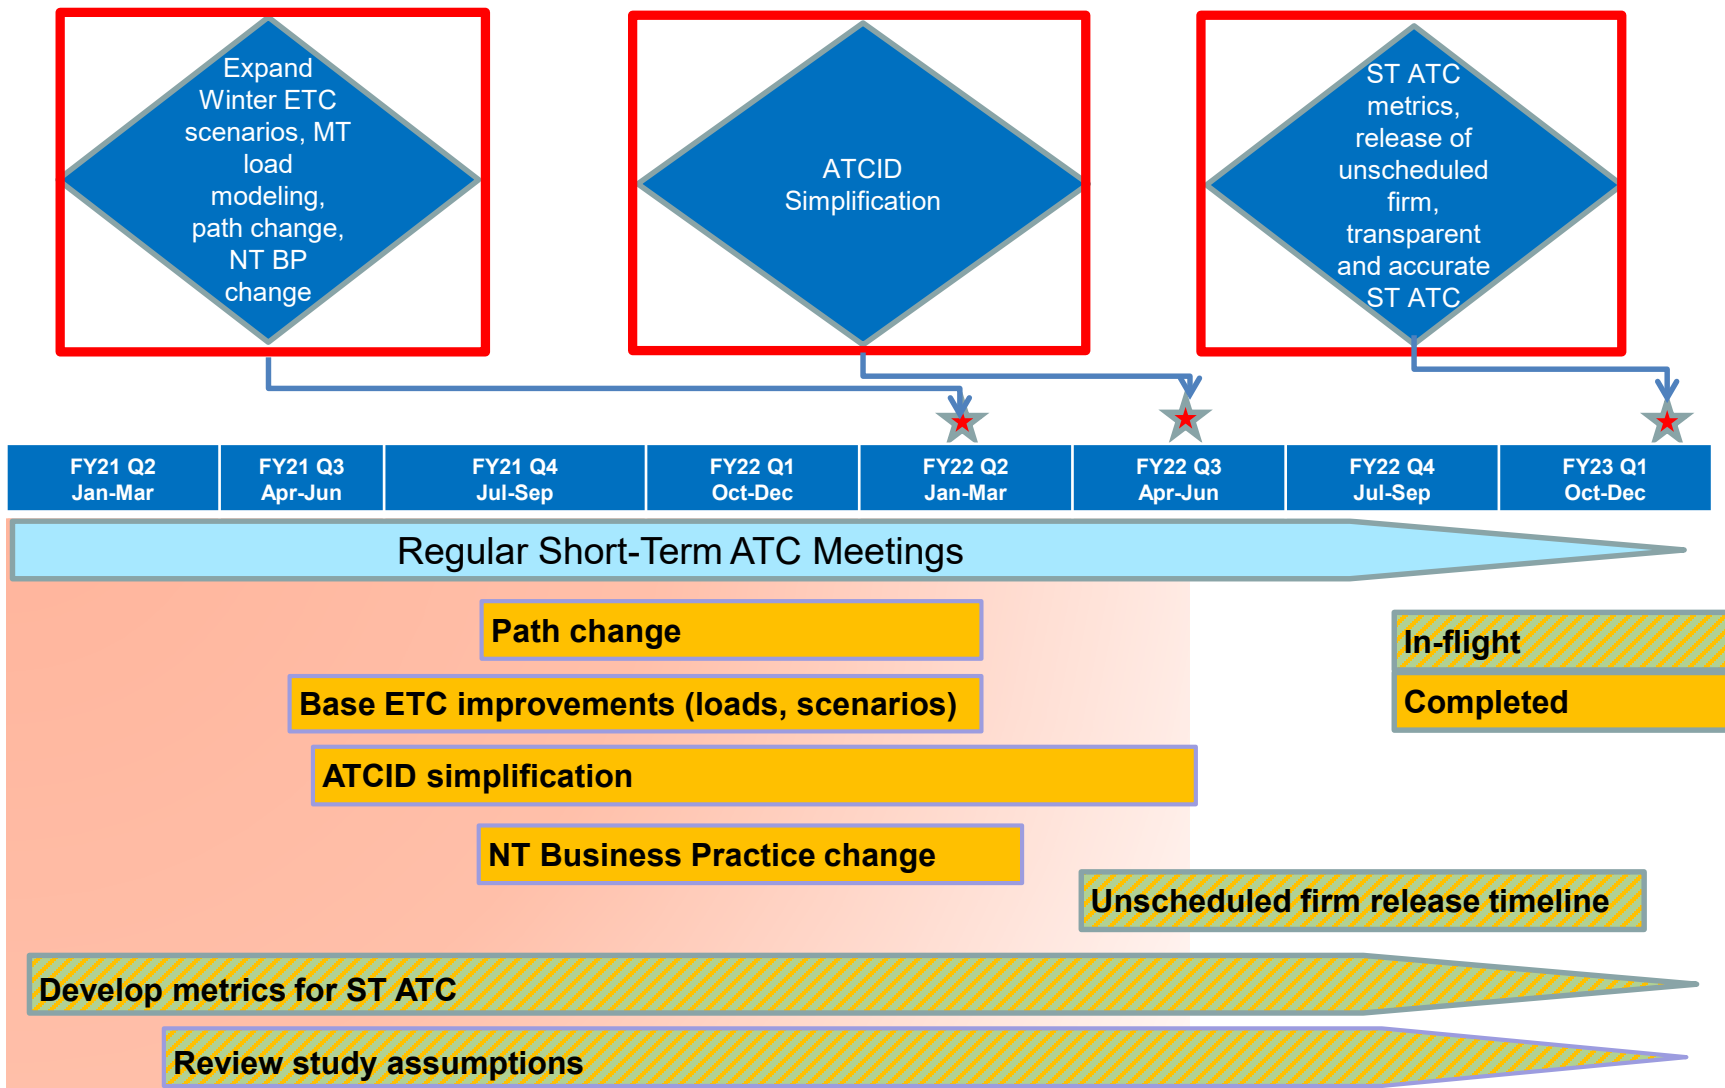 Expand
Winter ETC
scenarios, MT
load
modeling,
path change,
NT BP
change
ATCID
Simplification
ST ATC
metrics,
release of
unscheduled
firm,
transparent
and accurate
ST ATC
FY21 Q2
Jan-Mar
FY21 Q3
Apr-Jun
FY21 Q4
Jul-Sep
FY22 Q1
Oct-Dec
FY22 Q2
Jan-Mar
FY22 Q3
Apr-Jun
FY22 Q4
Jul-Sep
FY23 Q1
Oct-Dec
Regular Short-Term ATC Meetings
Path change
In-flight
Base ETC improvements (loads, scenarios)
Completed
ATCID simplification
NT Business Practice change
Unscheduled firm release timeline
Develop metrics for ST ATC
Review study assumptions